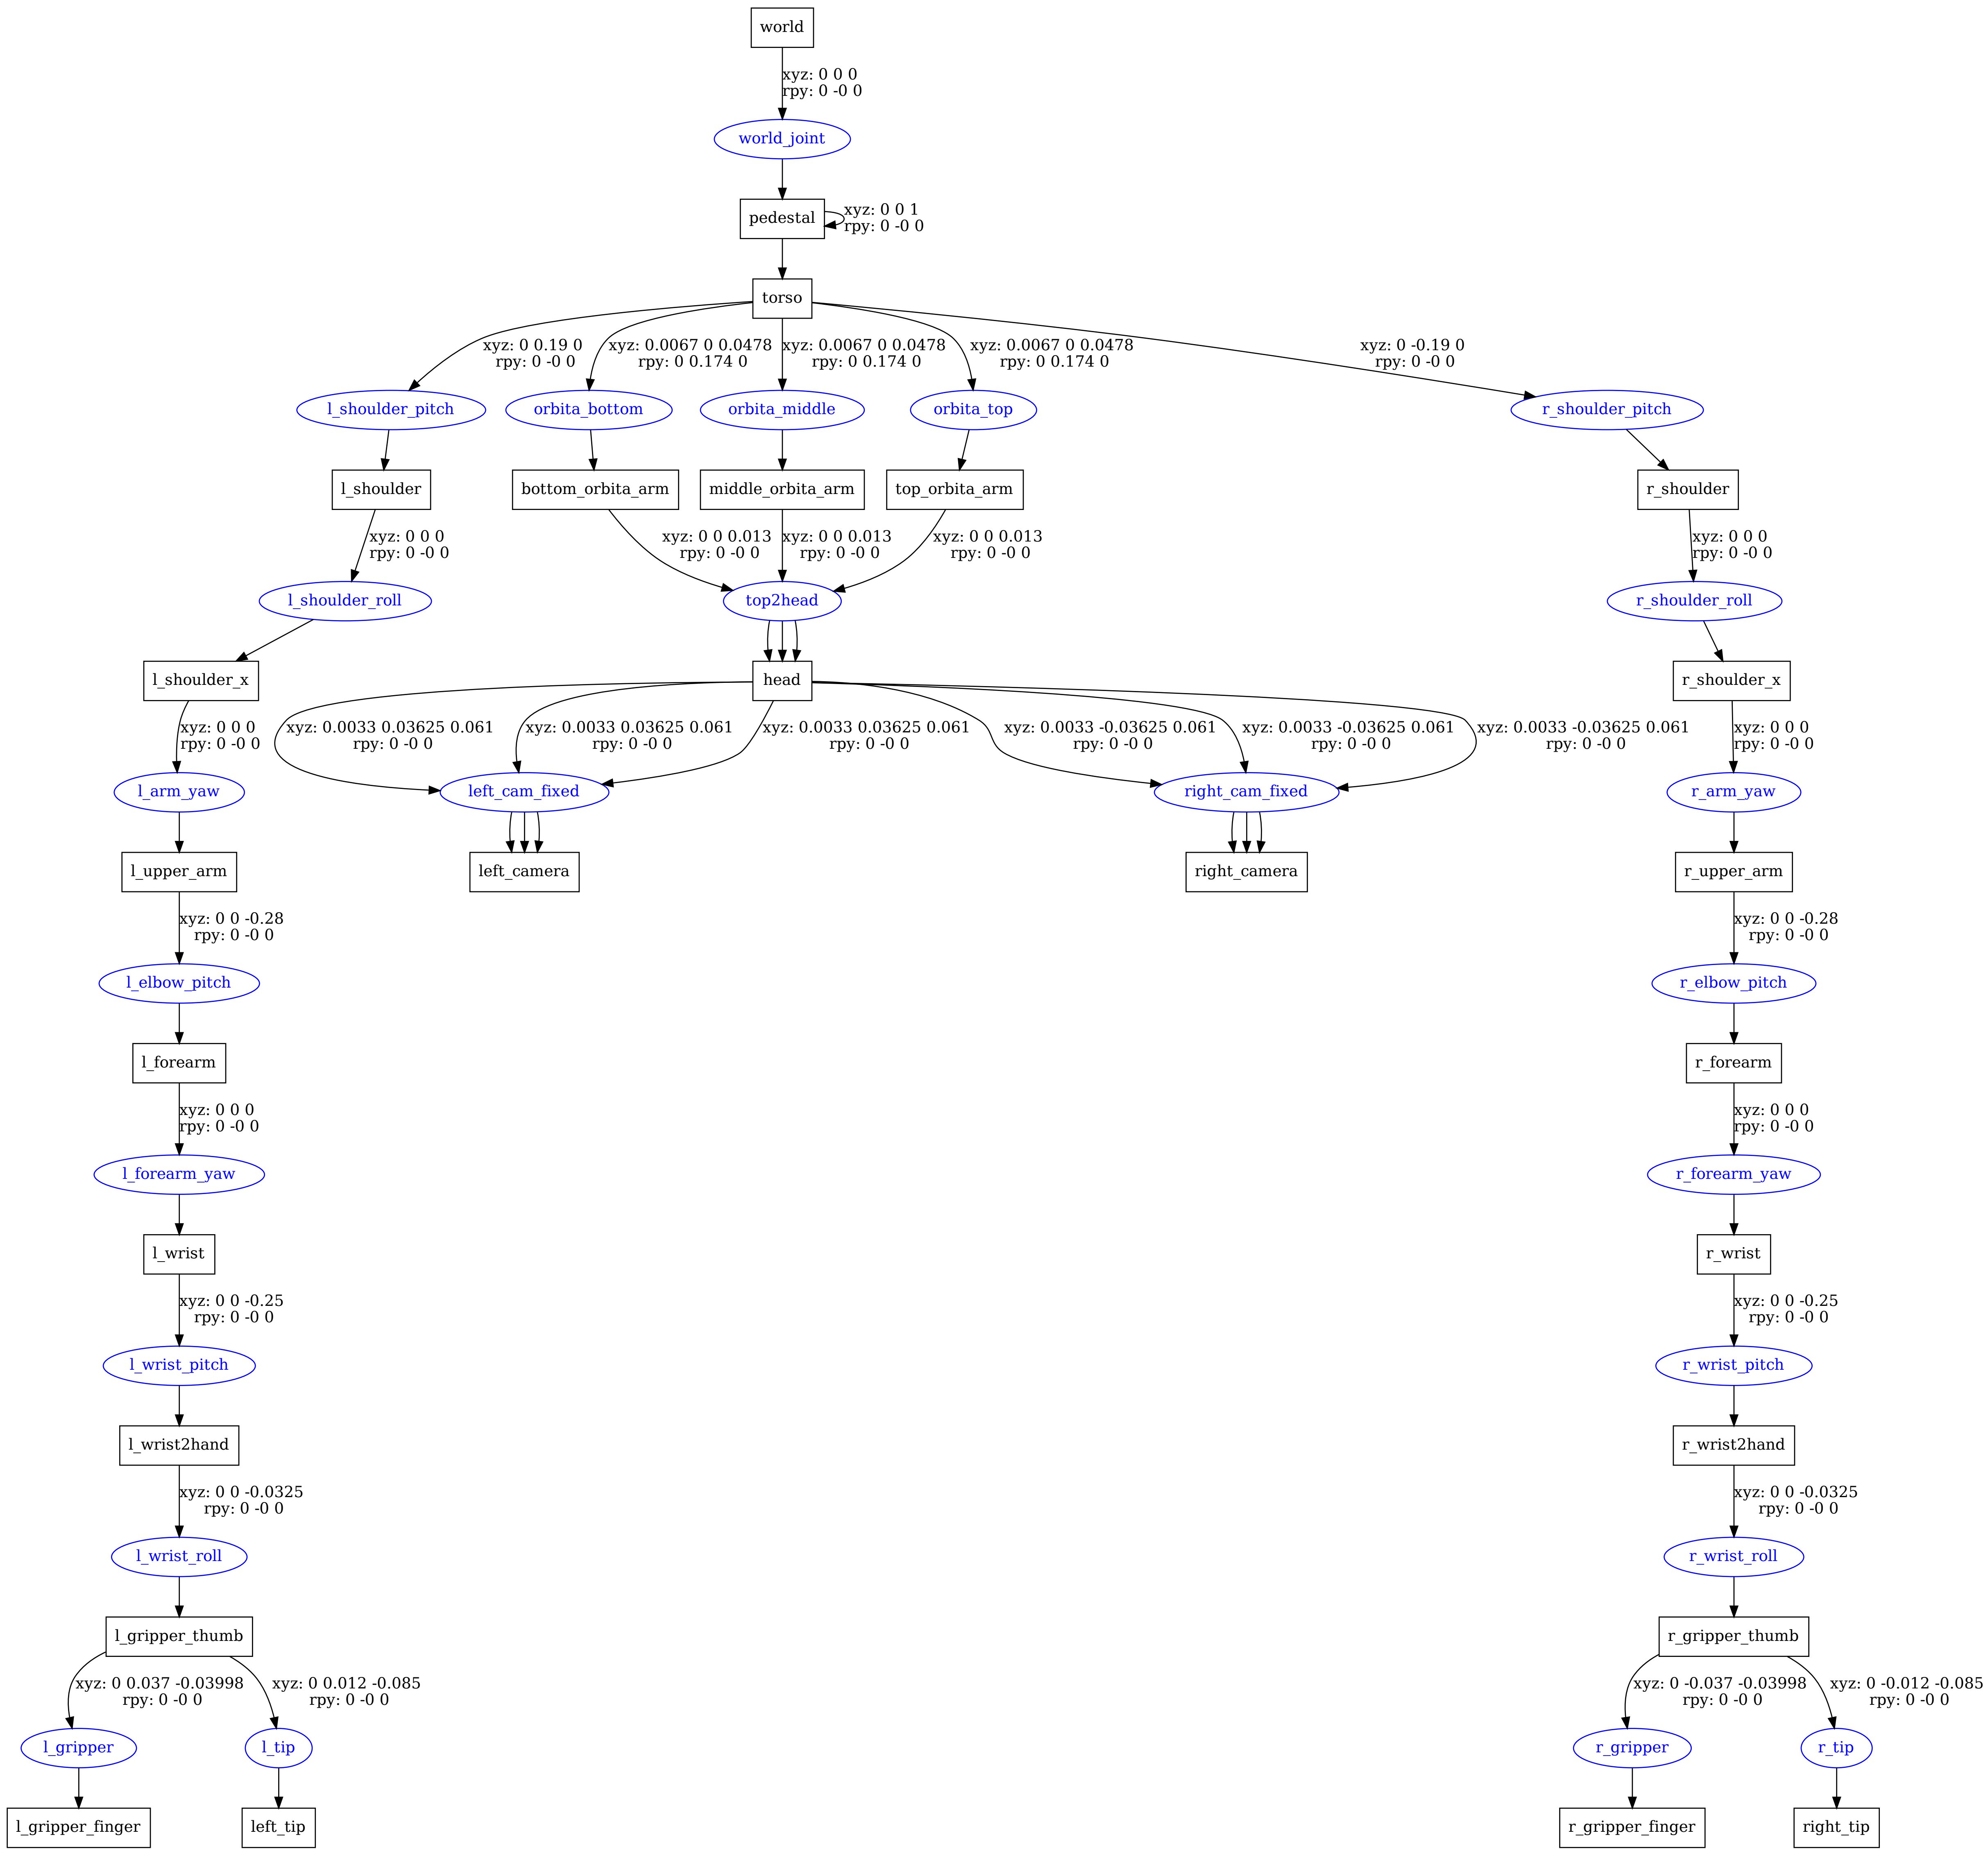 world
xyz: 0 0 0
rpy: 0 -0 0
world_joint
pedestal
xyz: 0 0 1
rpy: 0 -0 0
torso
xyz: 0 0.19 0
rpy: 0 -0 0
xyz: 0.0067 0 0.0478
rpy: 0 0.174 0
xyz: 0.0067 0 0.0478
rpy: 0 0.174 0
xyz: 0.0067 0 0.0478
rpy: 0 0.174 0
xyz: 0 -0.19 0
rpy: 0 -0 0
l_shoulder_pitch
orbita_bottom
orbita_middle
orbita_top
r_shoulder_pitch
l_shoulder
bottom_orbita_arm
middle_orbita_arm
top_orbita_arm
r_shoulder
xyz: 0 0 0
rpy: 0 -0 0
xyz: 0 0 0.013
rpy: 0 -0 0
xyz: 0 0 0.013
rpy: 0 -0 0
xyz: 0 0 0.013
rpy: 0 -0 0
xyz: 0 0 0
rpy: 0 -0 0
l_shoulder_roll
top2head
r_shoulder_roll
l_shoulder_x
head
r_shoulder_x
xyz: 0 0 0
rpy: 0 -0 0
xyz: 0.0033 0.03625 0.061
rpy: 0 -0 0
xyz: 0.0033 0.03625 0.061
rpy: 0 -0 0
xyz: 0.0033 0.03625 0.061
rpy: 0 -0 0
xyz: 0.0033 -0.03625 0.061
rpy: 0 -0 0
xyz: 0.0033 -0.03625 0.061
rpy: 0 -0 0
xyz: 0.0033 -0.03625 0.061
rpy: 0 -0 0
xyz: 0 0 0
rpy: 0 -0 0
l_arm_yaw
left_cam_fixed
right_cam_fixed
r_arm_yaw
l_upper_arm
left_camera
right_camera
r_upper_arm
xyz: 0 0 -0.28
rpy: 0 -0 0
xyz: 0 0 -0.28
rpy: 0 -0 0
l_elbow_pitch
r_elbow_pitch
l_forearm
r_forearm
xyz: 0 0 0
rpy: 0 -0 0
xyz: 0 0 0
rpy: 0 -0 0
l_forearm_yaw
r_forearm_yaw
l_wrist
r_wrist
xyz: 0 0 -0.25
rpy: 0 -0 0
xyz: 0 0 -0.25
rpy: 0 -0 0
l_wrist_pitch
r_wrist_pitch
l_wrist2hand
r_wrist2hand
xyz: 0 0 -0.0325
rpy: 0 -0 0
xyz: 0 0 -0.0325
rpy: 0 -0 0
l_wrist_roll
r_wrist_roll
l_gripper_thumb
r_gripper_thumb
xyz: 0 0.037 -0.03998
rpy: 0 -0 0
xyz: 0 0.012 -0.085
rpy: 0 -0 0
xyz: 0 -0.037 -0.03998
rpy: 0 -0 0
xyz: 0 -0.012 -0.085
rpy: 0 -0 0
l_gripper
l_tip
r_gripper
r_tip
l_gripper_finger
left_tip
r_gripper_finger
right_tip